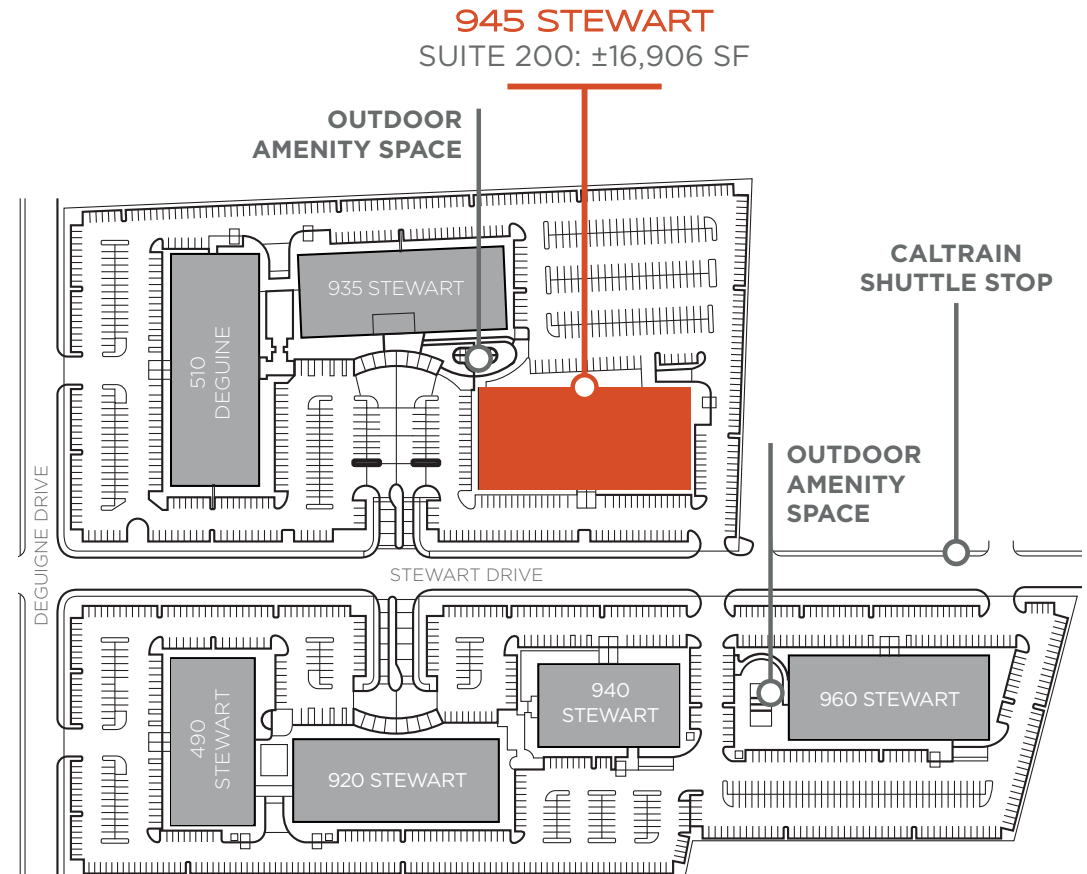 945 STEWART
SUITE 200: ±16,906 SF
OUTDOOR
AMENITY SPACE
CALTRAIN
SHUTTLE STOP
935 STEWART
510
DEGUINE
OUTDOOR
AMENITY
SPACE
DEGUIGNE DRIVE
STEWART DRIVE
490
STEWART
920 STEWART
940
STEWART
960 STEWART